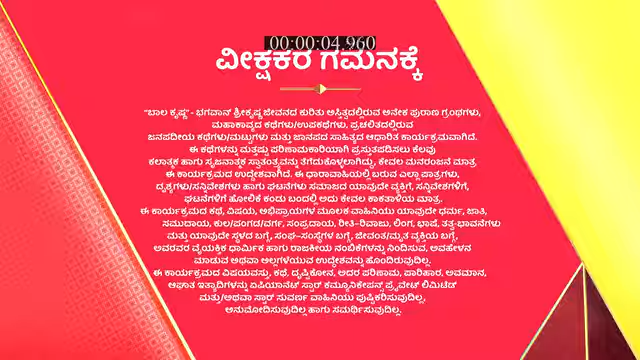 00:00:04.960
ವೀಕ್ಷಕರ ಗಮನಕ್ಕೆ
"ಬಾಲ ಕೃಷ್ಣ" - ಭಗವಾನ್ ಶ್ರೀಕೃಷ್ಣ ಜೀವನದ ಕುರಿತು ಅಸ್ತಿತ್ವದಲ್ಲಿರುವ ಅನೇಕ ಪುರಾಣ ಗ್ರಂಥಗಳು,
ಮಹಾಕಾವ್ಯದ ಕಥೆಗಳು/ಉಪಕಥೆಗಳು, ಪ್ರಚಲಿತದಲ್ಲಿರುವ
ಜನಪದೀಯ ಕಥೆಗಳು/ಮಟ್ಟುಗಳು ಮತ್ತು ಜಾನಪದ ಸಾಹಿತ್ಯದ ಆಧಾರಿತ ಕಾರ್ಯಕ್ರಮವಾಗಿದೆ.
ಈ ಕಥೆಗಳನ್ನು ಮತ್ತಷ್ಟು ಪರಿಣಾಮಕಾರಿಯಾಗಿ ಪ್ರಸ್ತುತಪಡಿಸಲು ಕೆಲವು
ಕಲಾತ್ಮಕ ಹಾಗು ಸೃಜನಾತ್ಮಕ ಸ್ವಾತಂತ್ರ್ಯವನ್ನು ತೆಗೆದುಕೊಳ್ಳಲಾಗಿದ್ದು, ಕೇವಲ ಮನರಂಜನೆ ಮಾತ್ರ
ಈ ಕಾರ್ಯಕ್ರಮದ ಉದ್ದೇಶವಾಗಿದೆ. ಈ ಧಾರಾವಾಹಿಯಲ್ಲಿ ಬರುವ ಎಲ್ಲಾ ಪಾತ್ರಗಳು,
ದೃಶ್ಯಗಳು/ಸನ್ನಿವೇಶಗಳು ಹಾಗು ಘಟನೆಗಳು ಸಮಾಜದ ಯಾವುದೇ ವ್ಯಕ್ತಿಗೆ, ಸನ್ನಿವೇಶಗಳಿಗೆ,
ಘಟನೆಗಳಿಗೆ ಹೋಲಿಕೆ ಕಂಡು ಬಂದಲ್ಲಿ ಅದು ಕೇವಲ ಕಾಕತಾಳಿಯ ಮಾತ್ರ.
ಈ ಕಾರ್ಯಕ್ರಮದ ಕಥೆ, ವಿಷಯ, ಅಭಿಪ್ರಾಯಗಳ ಮೂಲಕ ವಾಹಿನಿಯು ಯಾವುದೇ ಧರ್ಮ, ಜಾತಿ,
ಸಮುದಾಯ, ಕುಲ/ಪಂಗಡ/ವರ್ಗ, ಸಂಪ್ರದಾಯ, ರೀತಿ-ರಿವಾಜು, ಲಿಂಗ, ಭಾಷೆ, ತತ್ವ-ಭಾವನೆಗಳು
ಮತ್ತು ಯಾವುದೇ ಸ್ಥಳದ ಬಗ್ಗೆ, ಸಂಘ-ಸಂಸ್ಥೆಗಳ ಬಗ್ಗೆ, ಜೀವಂತ/ಮೃತ ವ್ಯಕ್ತಿಯ ಬಗ್ಗೆ,
ಅವರವರ ವೈಯಕ್ತಿಕ ಧಾರ್ಮಿಕ ಹಾಗು ರಾಜಕೀಯ ನಂಬಿಕೆಗಳನ್ನು ನಿಂದಿಸುವ, ಅವಹೇಳನ
ಮಾಡುವ ಅಥವಾ ಅಲ್ಲಗಳೆಯುವ ಉದ್ದೇಶವನ್ನು ಹೊಂದಿರುವುದಿಲ್ಲ.
ಈ ಕಾರ್ಯಕ್ರಮದ ವಿಷಯವನ್ನು, ಕಥೆ, ದೃಷ್ಟಿಕೋನ, ಅದರ ಪರಿಣಾಮ, ಪಾರಿಹಾರ, ಅವಮಾನ,
ಆಘಾತ ಇತ್ಯಾದಿಗಳನ್ನು ಏಷಿಯಾನೆಟ್ ಸ್ಟಾರ್ ಕಮ್ಯೂನಿಕೇಷನ್ಸ್ ಪ್ರೈವೇಟ್ ಲಿಮಿಟೆಡ್
ಮತ್ತು/ಅಥವಾ ಸ್ಟಾರ್ ಸುವರ್ಣ ವಾಹಿನಿಯು ಪುಷ್ಠಿಕರಿಸುವುದಿಲ್ಲ,
ಅನುಮೋದಿಸುವುದಿಲ್ಲ ಹಾಗು ಸಮರ್ಥಿಸುವುದಿಲ್ಲ.